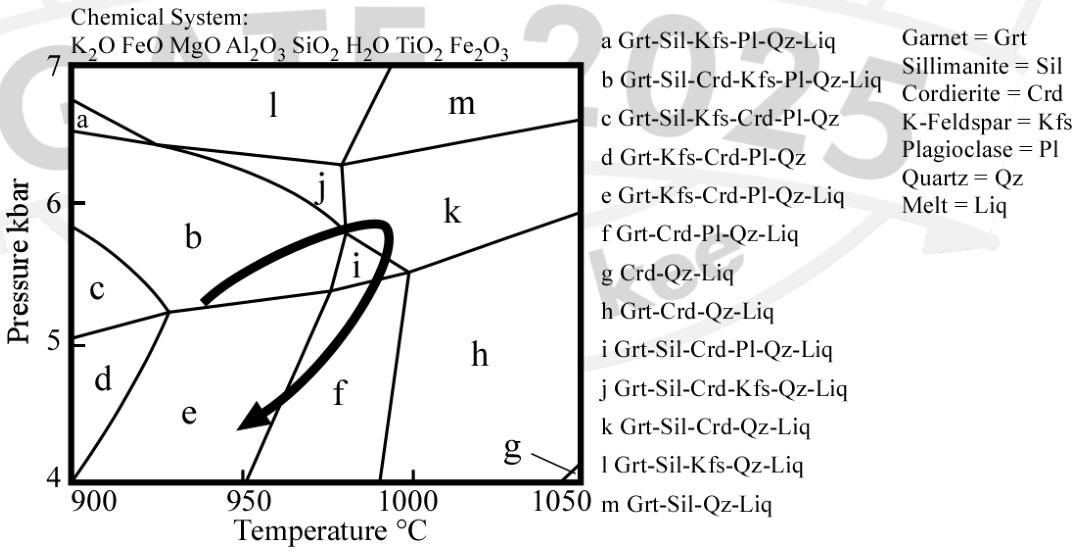 Chemical System:
K₂O FeO MgO Al₂O₃ SiO₂ H₂O TiO₂ Fe₂O₃
7
6
5
4
Pressure kbar
900
950
1000
1050
Temperature °C
a
b
c
d
e
f
g
h
i
j
k
l
m
a Grt-Sil-Kfs-Pl-Qz-Liq
b Grt-Sil-Crd-Kfs-Pl-Qz-Liq
c Grt-Sil-Kfs-Crd-Pl-Qz
d Grt-Kfs-Crd-Pl-Qz
e Grt-Kfs-Crd-Pl-Qz-Liq
f Grt-Crd-Pl-Qz-Liq
g Crd-Qz-Liq
h Grt-Crd-Qz-Liq
i Grt-Sil-Crd-Pl-Qz-Liq
j Grt-Sil-Crd-Kfs-Qz-Liq
k Grt-Sil-Crd-Qz-Liq
l Grt-Sil-Kfs-Qz-Liq
m Grt-Sil-Qz-Liq
Garnet = Grt
Sillimanite = Sil
Cordierite = Crd
K-Feldspar = Kfs
Plagioclase = Pl
Quartz = Qz
Melt = Liq
GATE 2025